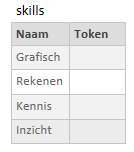 skills
Naam Token
Grafisch
Rekenen
Kennis
Inzicht